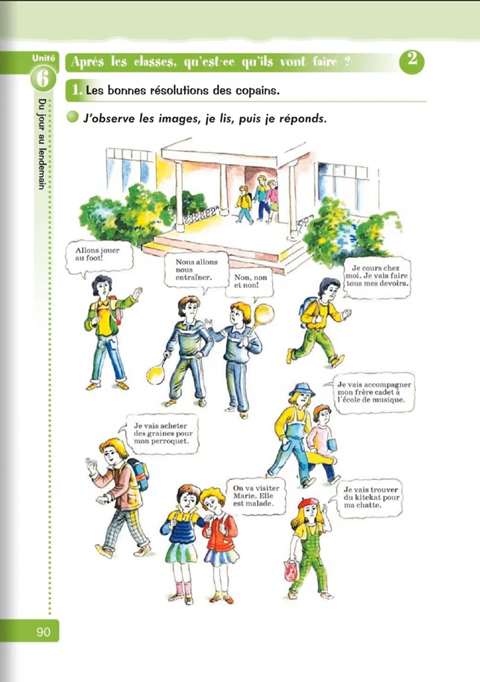 Unité
6
Du jour au lendemain
Après les classes, qu'est-ce qu'ils vont faire ?
2
1. Les bonnes résolutions des copains.
J'observe les images, je lis, puis je réponds.
Allons jouer
au foot!
Nous allons
nous
entraîner.
Non, non
et non!
Je cours chez
moi. Je vais faire
tous mes devoirs.
Je vais accompagner
mon frère cadet à
l'école de musique.
Je vais acheter
des graines pour
mon perroquet.
On va visiter
Marie. Elle
est malade.
Je vais trouver
du kitekat pour
ma chatte.
90